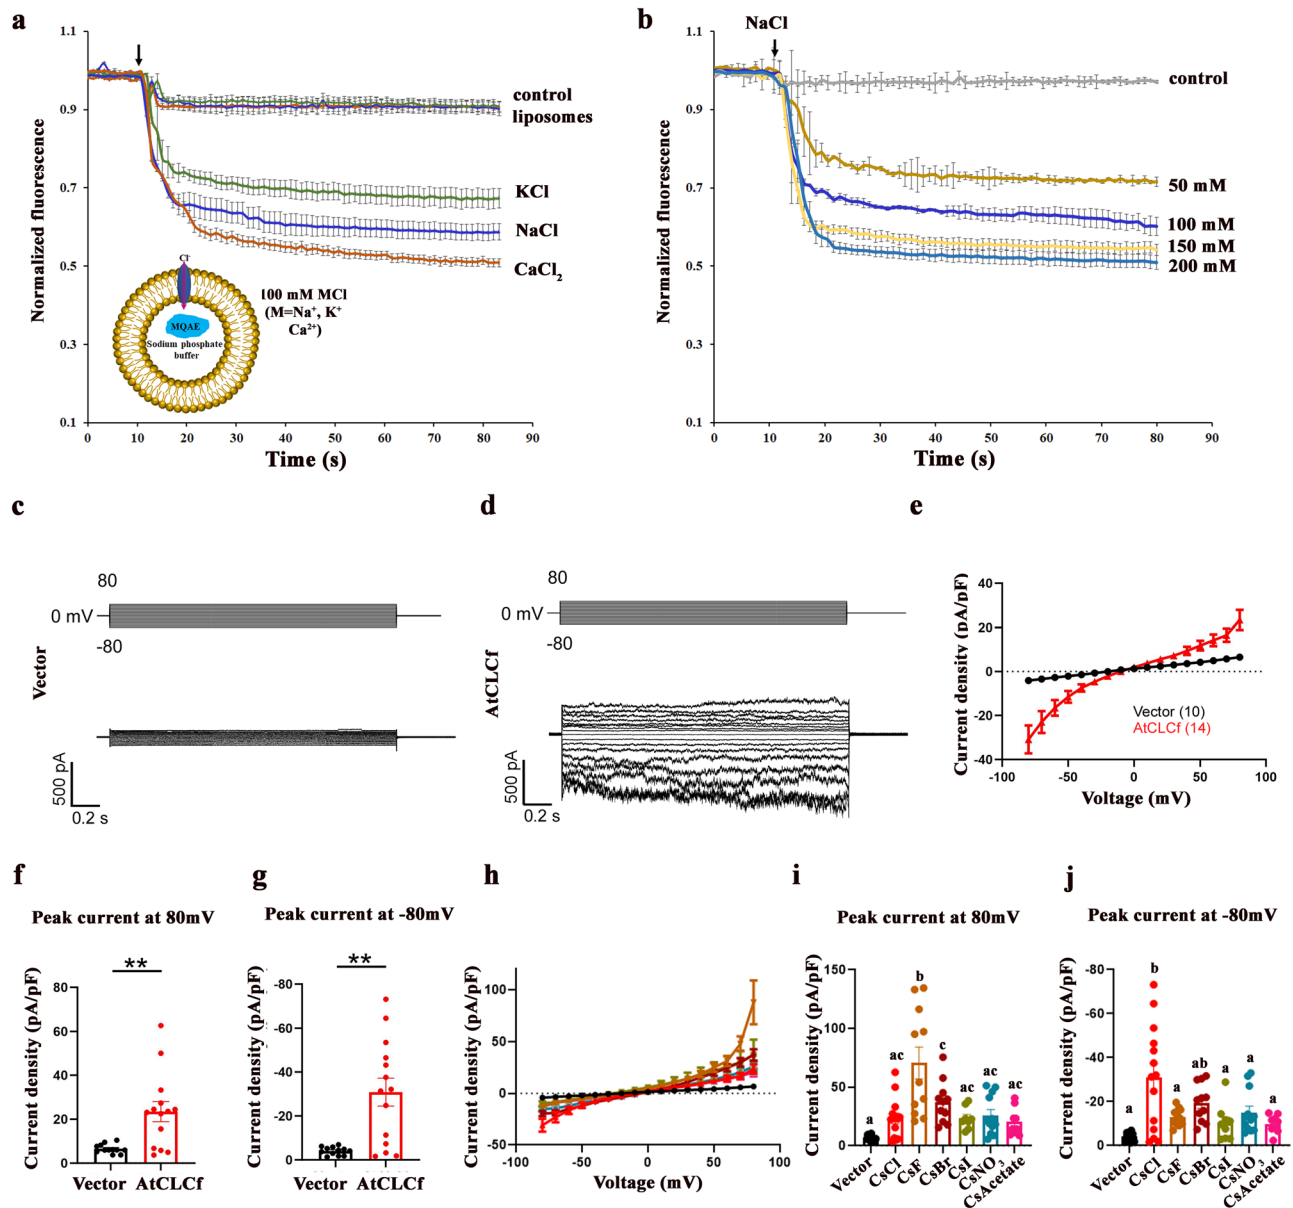 a
1.1
0.9
0.7
0.5
0.3
0.1
Normalized fluorescence
0 10 20 30 40 50 60 70 80 90
Time (s)
control
liposomes
KCl
NaCl
CaCl2
Cl-
MQAE
Sodium phosphate
buffer
100 mM MCl
(M=Na+, K+
Ca2+)
b
NaCl
1.1
0.9
0.7
0.5
0.3
0.1
Normalized fluorescence
0 10 20 30 40 50 60 70 80 90
Time (s)
control
50 mM
100 mM
150 mM
200 mM
c
Vector
80
0 mV
-80
500 pA
0.2 s
d
AtCLCf
80
0 mV
-80
500 pA
0.2 s
e
Current density (pA/pF)
40
20
0
-20
-40
-100 -50 0 50 100
Voltage (mV)
Vector (10)
AtCLCf (14)
f
Peak current at 80mV
Current density (pA/pF)
80
60
40
20
0
**
Vector AtCLCf
g
Peak current at -80mV
Current density (pA/pF)
-80
-60
-40
-20
0
**
Vector AtCLCf
h
Current density (pA/pF)
100
50
0
-50
-100 -50 0 50 100
Voltage (mV)
i
Peak current at 80mV
Current density (pA/pF)
150
100
50
0
a ac b c ac ac ac
Vector CsCl CsF CsBr CsI CsNO3 CsAcetate
j
Peak current at -80mV
Current density (pA/pF)
-80
-60
-40
-20
0
a b a ab a a a
Vector CsCl CsF CsBr CsI CsNO3 CsAcetate